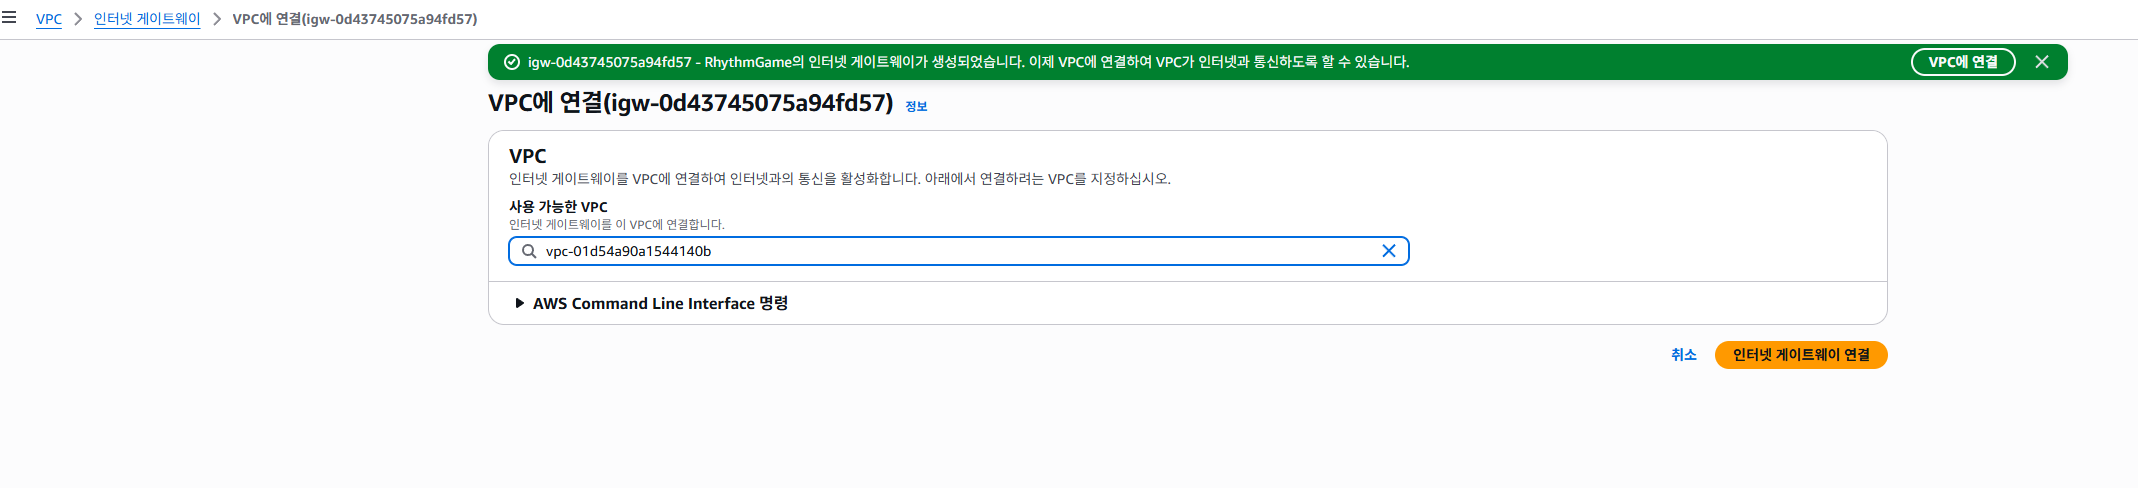 VPC > 인터넷 게이트웨이 > VPC에 연결(igw-0d43745075a94fd57)
igw-0d43745075a94fd57 - RhythmGame의 인터넷 게이트웨이가 생성되었습니다. 이제 VPC에 연결하여 VPC가 인터넷과 통신하도록 할 수 있습니다. VPC에 연결
VPC에 연결(igw-0d43745075a94fd57) 정보
VPC
인터넷 게이트웨이를 VPC에 연결하여 인터넷과의 통신을 활성화합니다. 아래에서 연결하려는 VPC를 지정하십시오.
사용 가능한 VPC
인터넷 게이트웨이를 이 VPC에 연결합니다.
vpc-01d54a90a1544140b
AWS Command Line Interface 명령
취소 인터넷 게이트웨이 연결